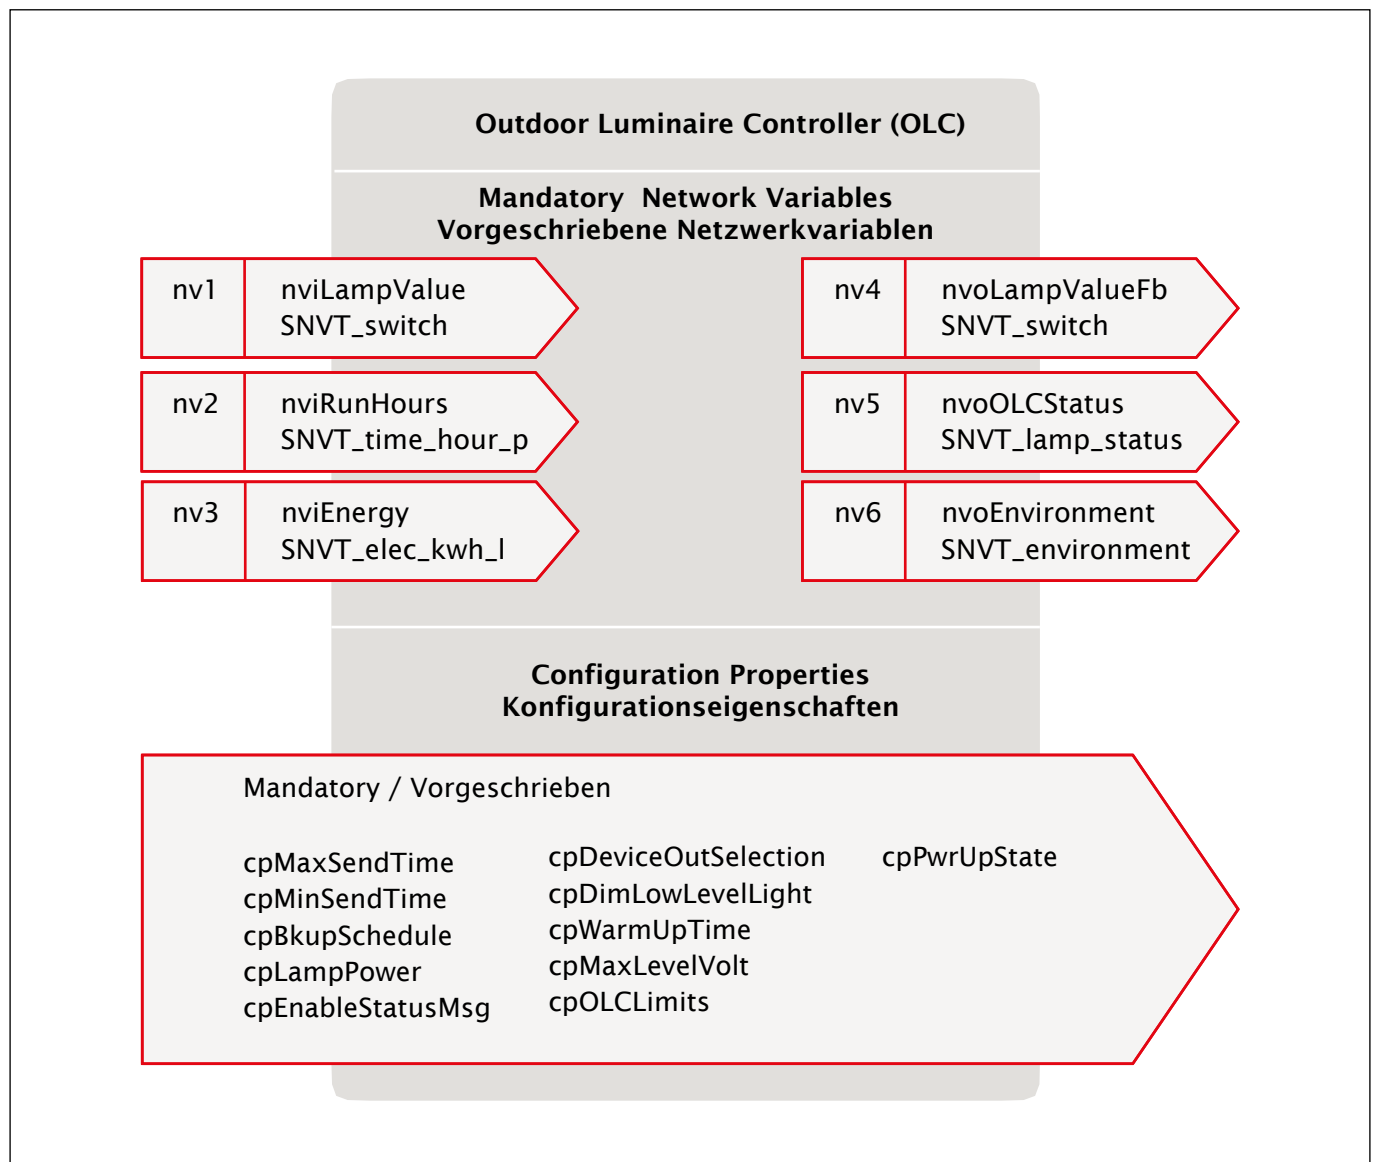 Outdoor Luminaire Controller (OLC)
Mandatory Network Variables
Vorgeschriebene Netzwerkvariablen
nv1 nviLampValue
SNVT_switch
nv2 nviRunHours
SNVT_time_hour_p
nv3 nviEnergy
SNVT_elec_kwh_l
nv4 nvoLampValueFb
SNVT_switch
nv5 nvoOLCStatus
SNVT_lamp_status
nv6 nvoEnvironment
SNVT_environment
Configuration Properties
Konfigurationseigenschaften
Mandatory / Vorgeschrieben
cpMaxSendTime
cpMinSendTime
cpBkupSchedule
cpLampPower
cpEnableStatusMsg
cpDeviceOutSelection
cpDimLowLevelLight
cpWarmUpTime
cpMaxLevelVolt
cpOLCLimits
cpPwrUpState